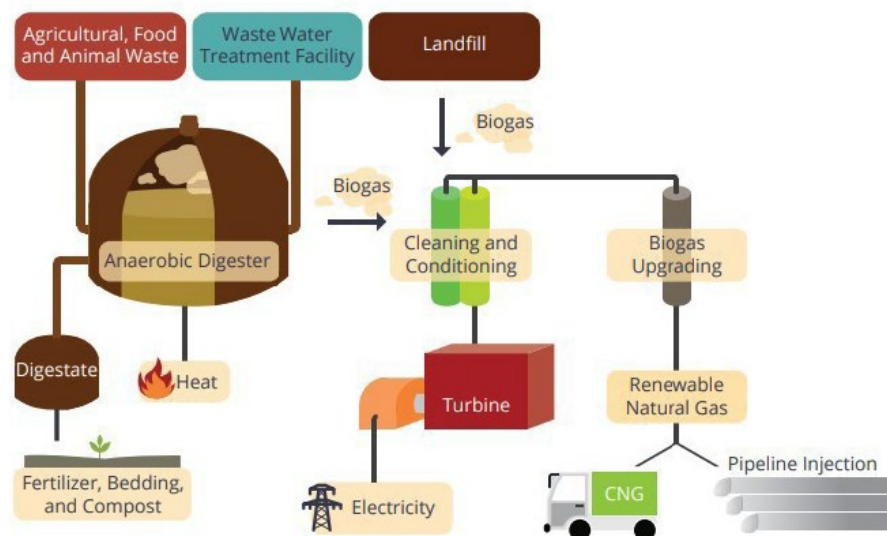 Agricultural, Food
and Animal Waste
Waste Water
Treatment Facility
Landfill
Biogas
Biogas
Anaerobic Digester
Cleaning and
Conditioning
Biogas
Upgrading
Digestate
Heat
Turbine
Renewable
Natural Gas
Fertilizer, Bedding,
and Compost
Electricity
CNG
Pipeline Injection